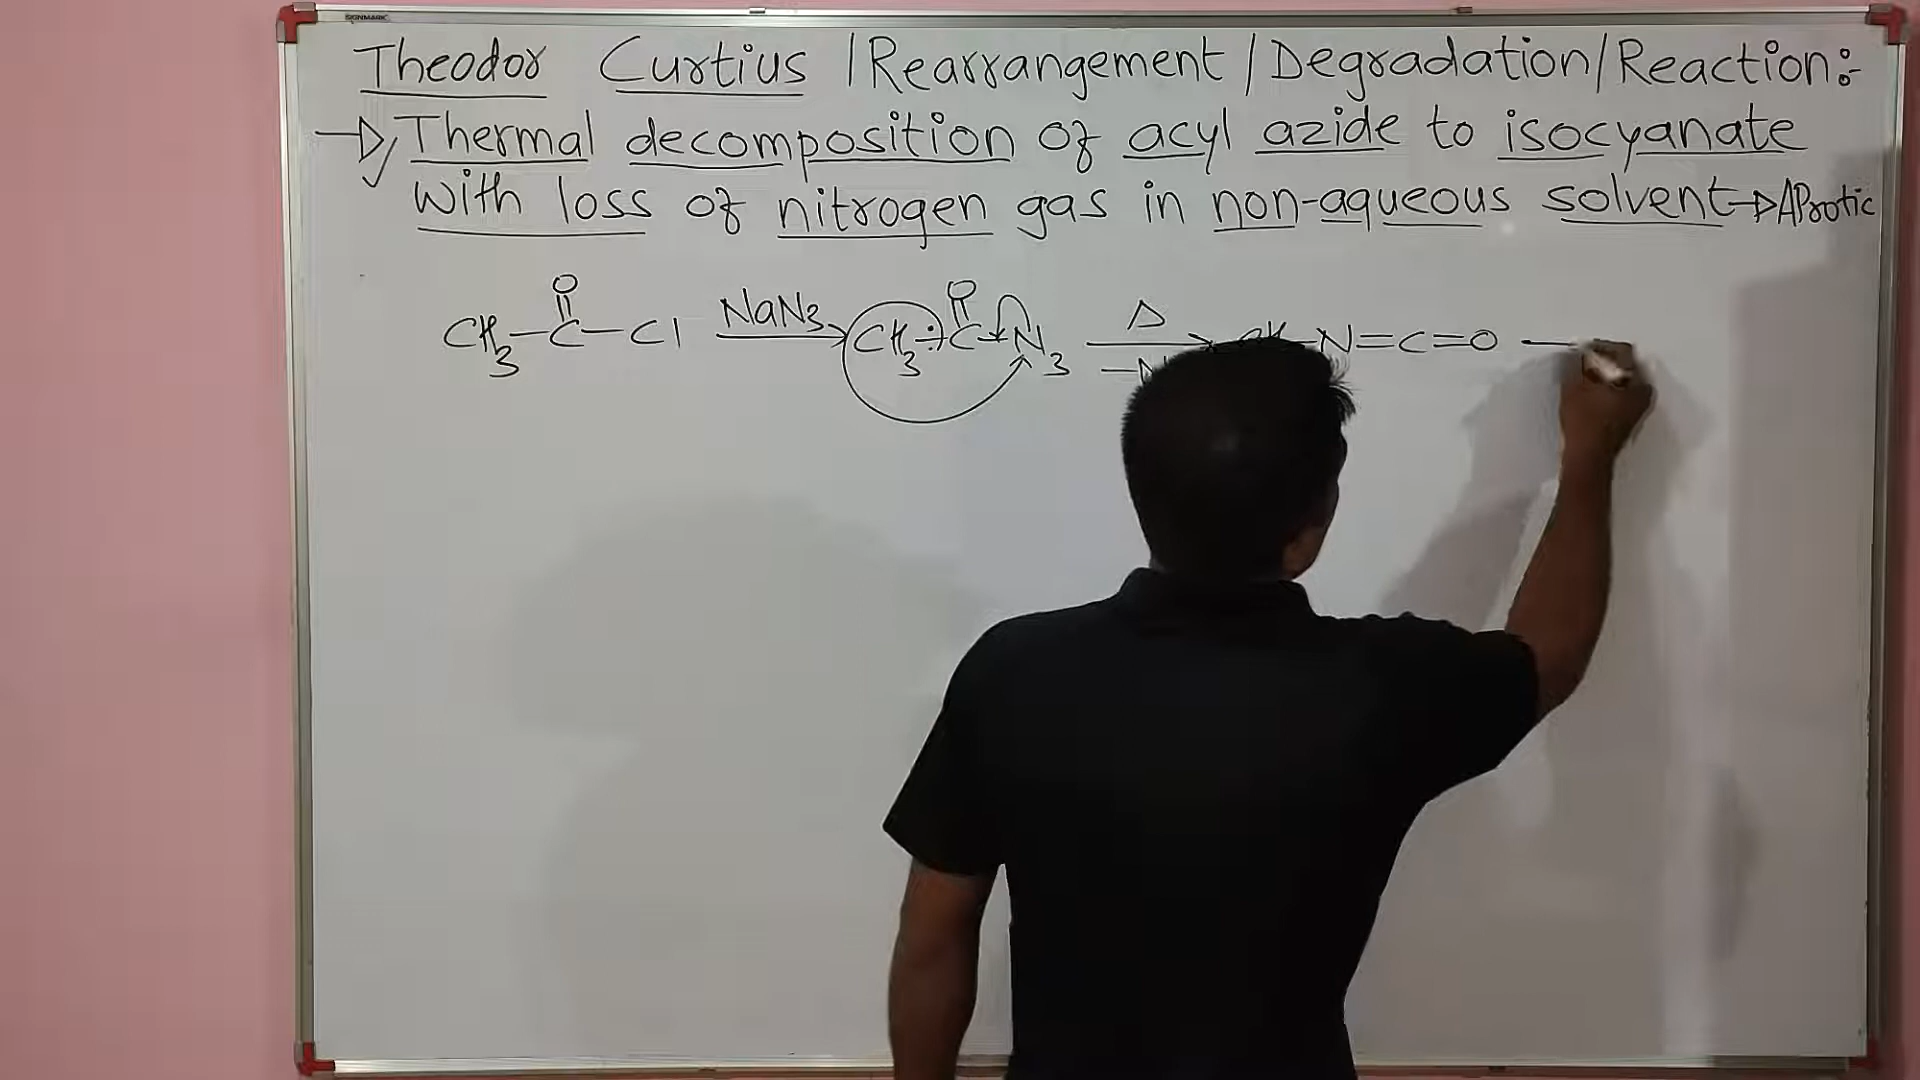 SIGNMARK
Theodor Curtius / Rearrangement / Degradation / Reaction :-
Thermal decomposition of acyl azide to isocyanate
with loss of nitrogen gas in non-aqueous solvent → AProtic
O O
CH3-C-Cl NaN3 CH3-C-N3 Δ -N=C=O